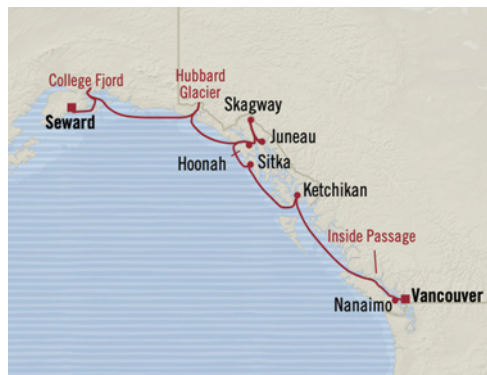 College Fjord
Hubbard
Glacier
Skagway
Seward
Juneau
Hoonah
Sitka
Ketchikan
Inside Passage
Vancouver
Nanaimo